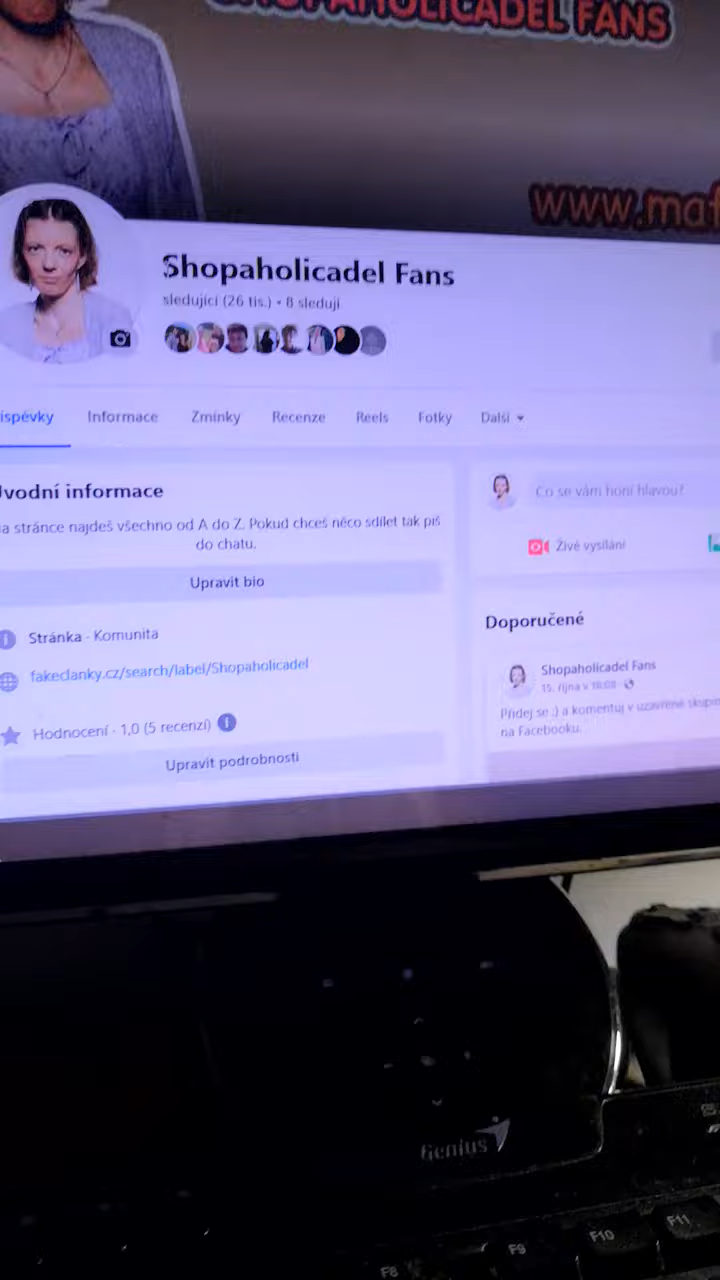 SHOPAHOLICADEL FANS
www.maf
Shopaholicadel Fans
sledující (26 tis.) • 8 sleduji
íspěvky Informace Zmínky Recenze Reels Fotky Další
Úvodní informace
a stránce najdeš všechno od A do Z. Pokud chceš něco sdílet tak piš
do chatu.
Upravit bio
Stránka · Komunita
fakeclanky.cz/search/label/Shopaholicadel
Hodnocení · 1,0 (5 recenzí)
Upravit podrobnosti
Co se vám honí hlavou?
Živé vysílání
Doporučené
Shopaholicadel Fans
15. října v 18:08
Přidej se :) a komentuj v uzavřené skupin
na Facebooku.
Genius
F8 F9 F10 F11